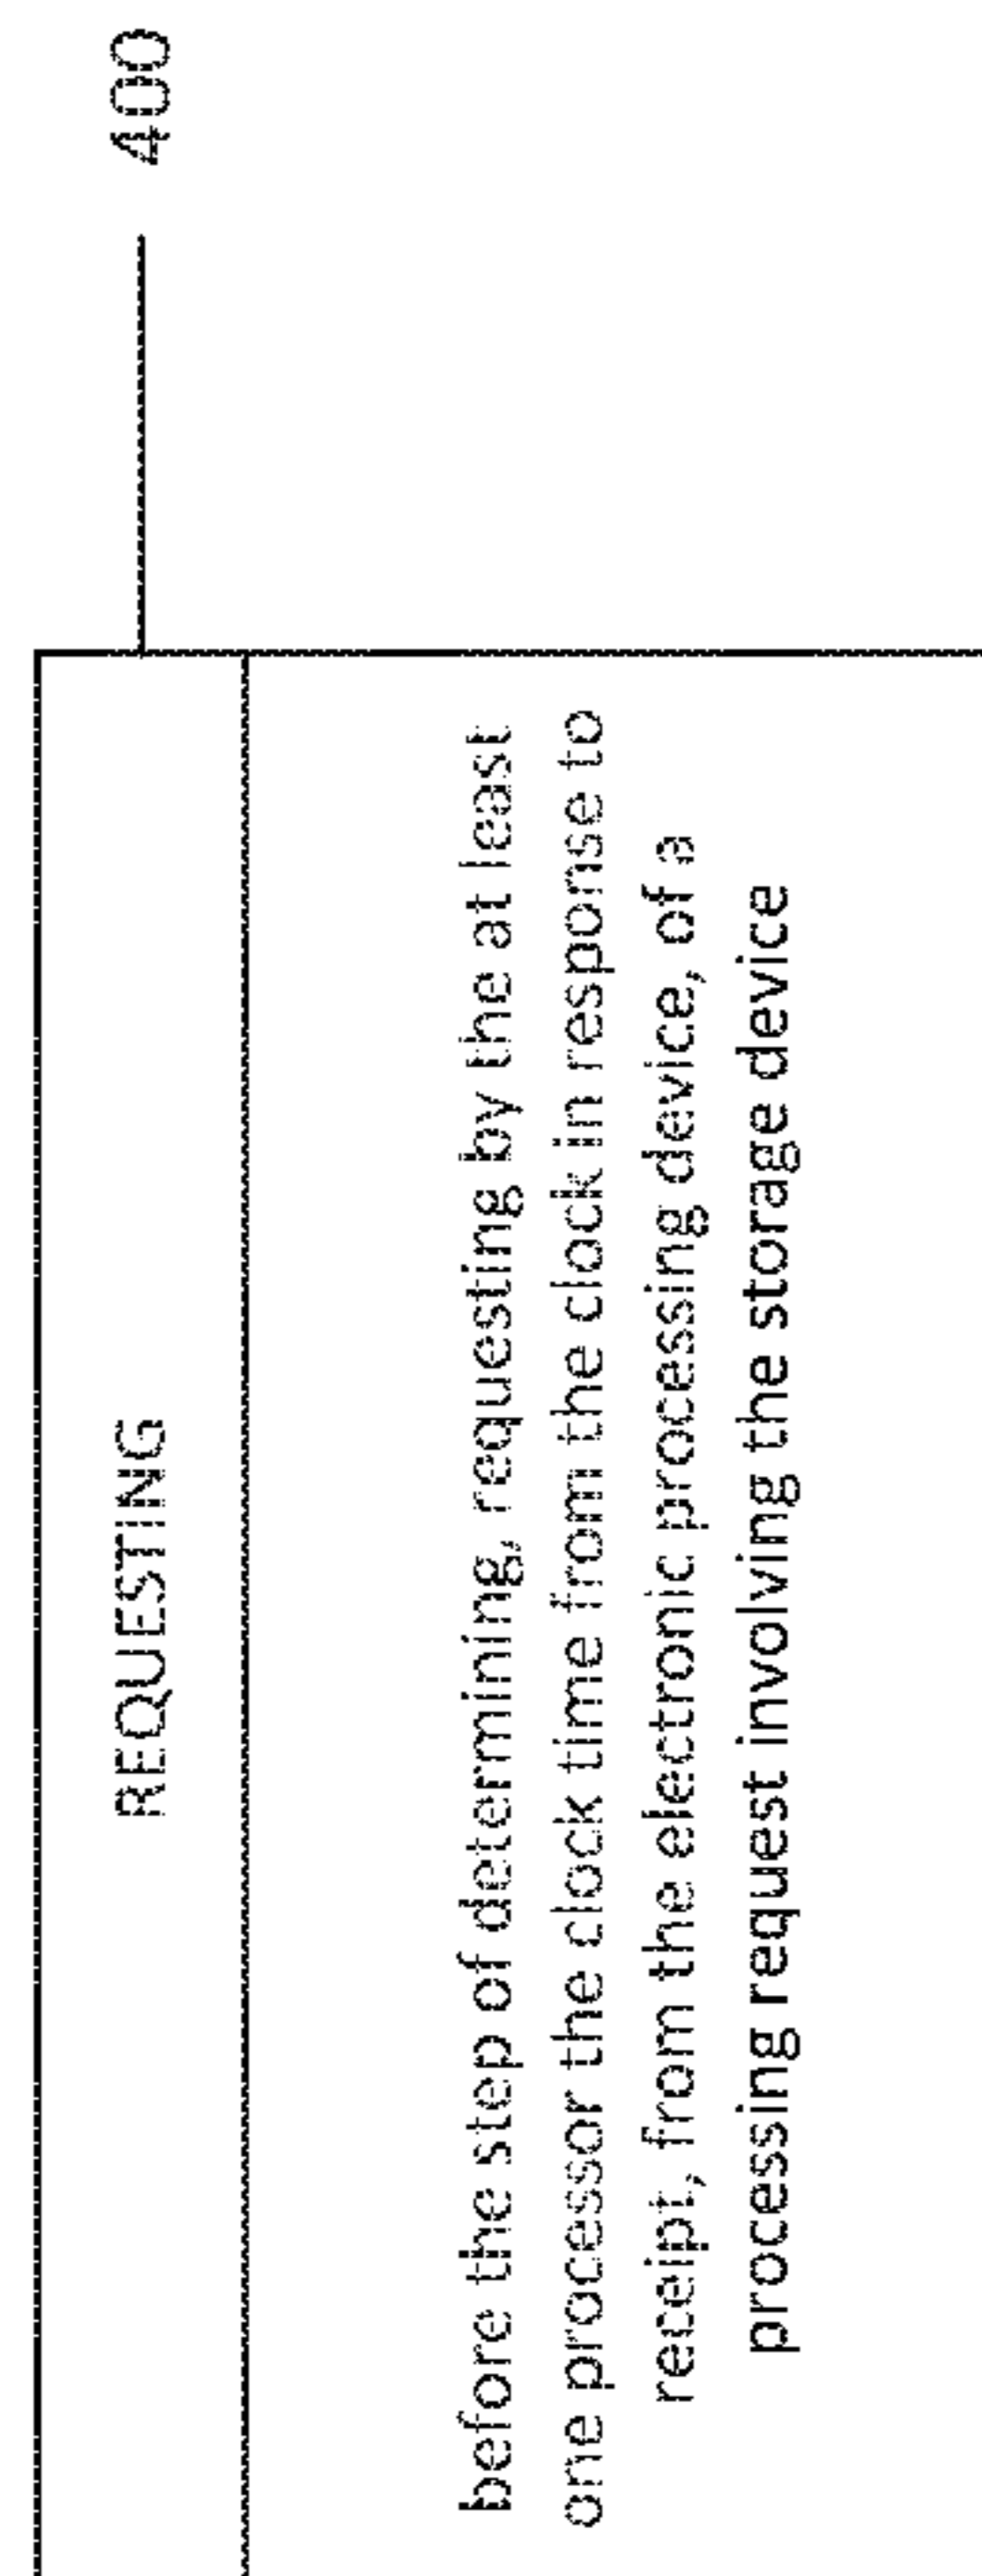 REQUESTING
400
before the step of determining, requesting by the at least
one processor the clock time from the clock in response to
receipt, from the electronic processing device, of a
processing request involving the storage device